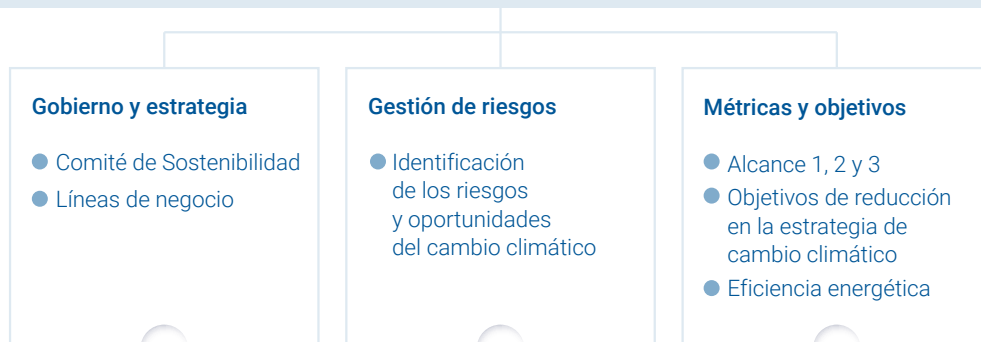 Gobierno y estrategia
Comité de Sostenibilidad
Líneas de negocio
Gestión de riesgos
Identificación
de los riesgos
y oportunidades
del cambio climático
Métricas y objetivos
Alcance 1, 2 y 3
Objetivos de reducción
en la estrategia de
cambio climático
Eficiencia energética